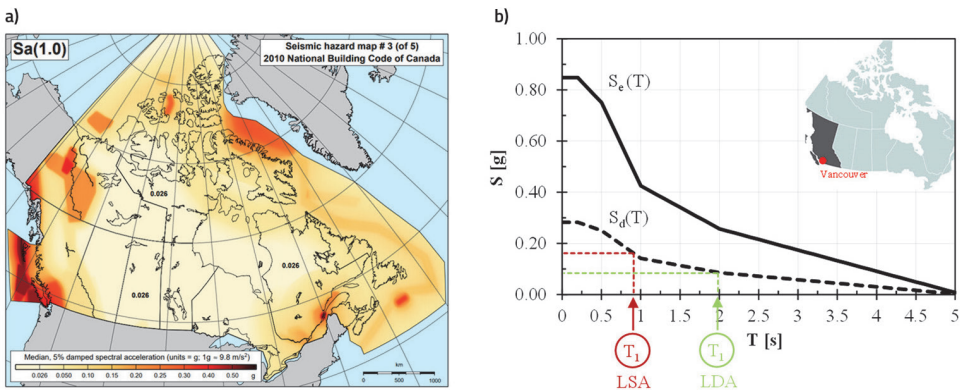 a)
Sa(1.0)
Seismic hazard map # 3 (of 5)
2010 National Building Code of Canada
0.026
0.026
0.026
Median, 5% damped spectral acceleration (units = g; 1g = 9.8 m/s²)
0.026 0.05 0.10 0.15 0.20 0.30 0.40 0.50 g
km
0 500 1000
b)
1.00
0.80
0.60
0.40
0.20
0.00
S [g]
Se(T)
Sd(T)
Vancouver
0 0.5 1 1.5 2 2.5 3 3.5 4 4.5 5
T [s]
T1
LSA
T1
LDA